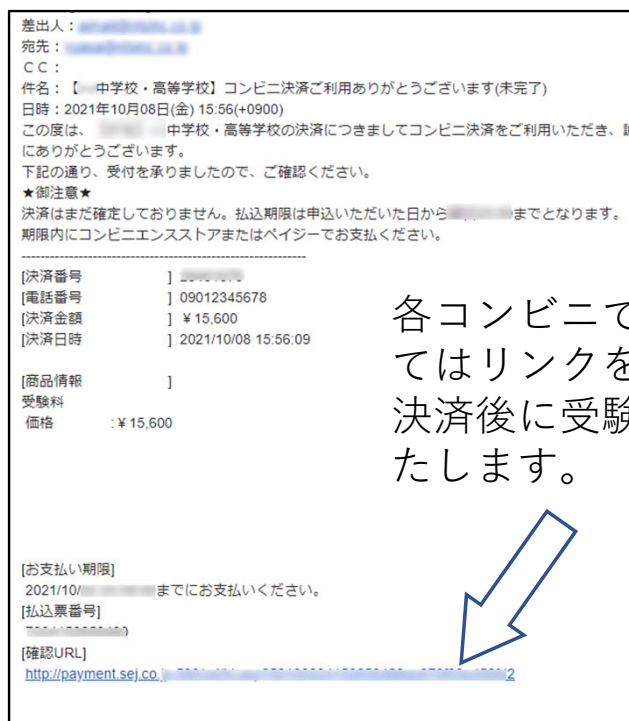 差出人：
宛先：
ＣＣ：
件名：【 中学校・高等学校】コンビニ決済ご利用ありがとうございます(未完了)
日時：2021年10月08日(金) 15:56(+0900)
この度は、 中学校・高等学校の決済につきましてコンビニ決済をご利用いただき、誠
にありがとうございます。
下記の通り、受付を承りましたので、ご確認ください。
★御注意★
決済はまだ確定しておりません。払込期限は申込いただいた日から までとなります。
期限内にコンビニエンスストアまたはペイジーでお支払ください。
------------------------------------------------------------
[決済番号 ]
[電話番号 ] 09012345678
[決済金額 ] ￥15,600
[決済日時 ] 2021/10/08 15:56:09
[商品情報 ]
受験料
価格 :￥15,600
各コンビニで
てはリンクを
決済後に受験
たします。
[お支払い期限]
2021/10/ までにお支払いください。
[払込票番号]
[確認URL]
http://payment.sej.co.